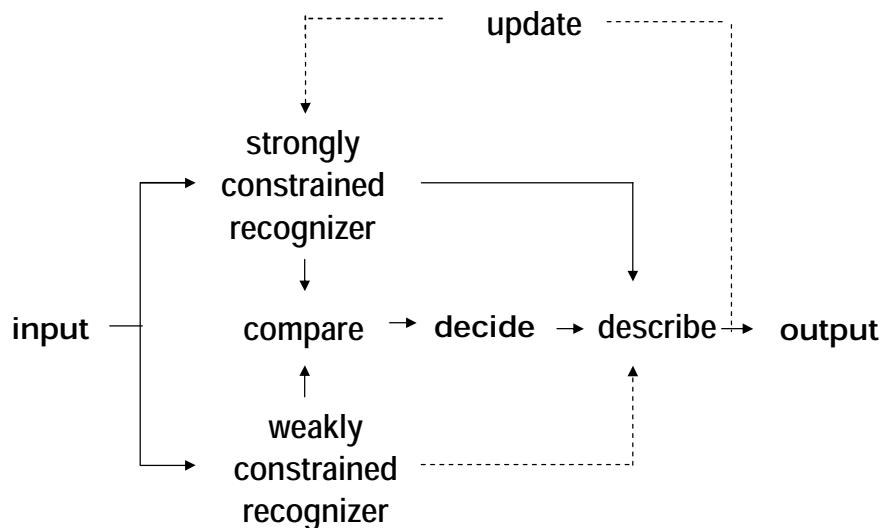 update
strongly
constrained
recognizer
input
compare
decide
describe
output
weakly
constrained
recognizer